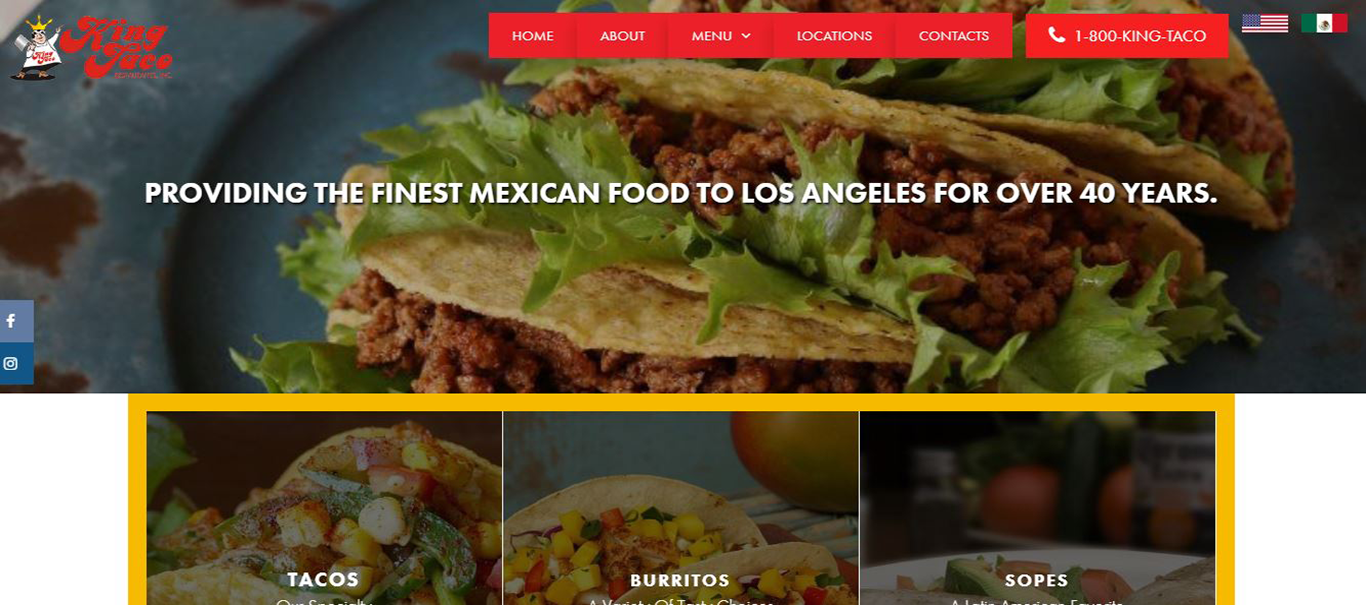 King Taco
RESTAURANTS, INC.
HOME ABOUT MENU LOCATIONS CONTACTS 1-800-KING-TACO
PROVIDING THE FINEST MEXICAN FOOD TO LOS ANGELES FOR OVER 40 YEARS.
TACOS BURRITOS SOPES
Our Specialty A Variety Of Tasty Choices A Latin American Favorite